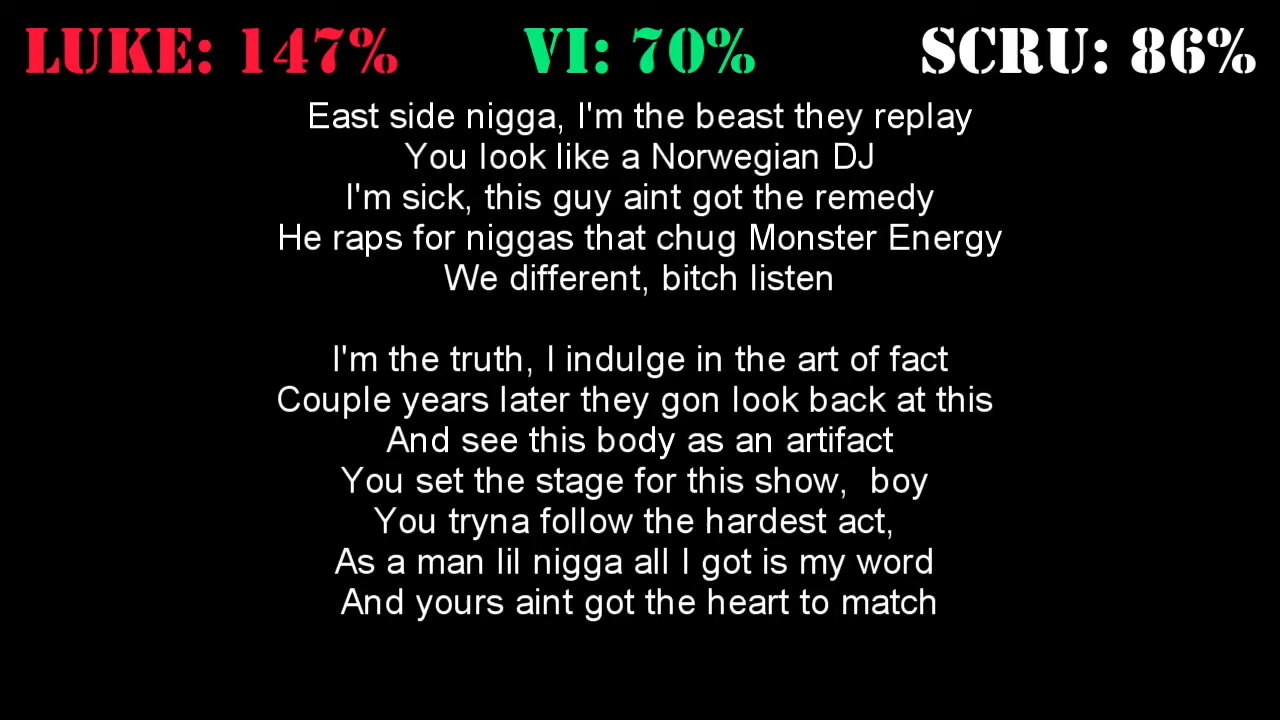 LUKE: 147% VI: 70% SCRU: 86%
East side nigga, I'm the beast they replay
You look like a Norwegian DJ
I'm sick, this guy aint got the remedy
He raps for niggas that chug Monster Energy
We different, bitch listen
I'm the truth, I indulge in the art of fact
Couple years later they gon look back at this
And see this body as an artifact
You set the stage for this show,  boy
You tryna follow the hardest act,
As a man lil nigga all I got is my word
And yours aint got the heart to match